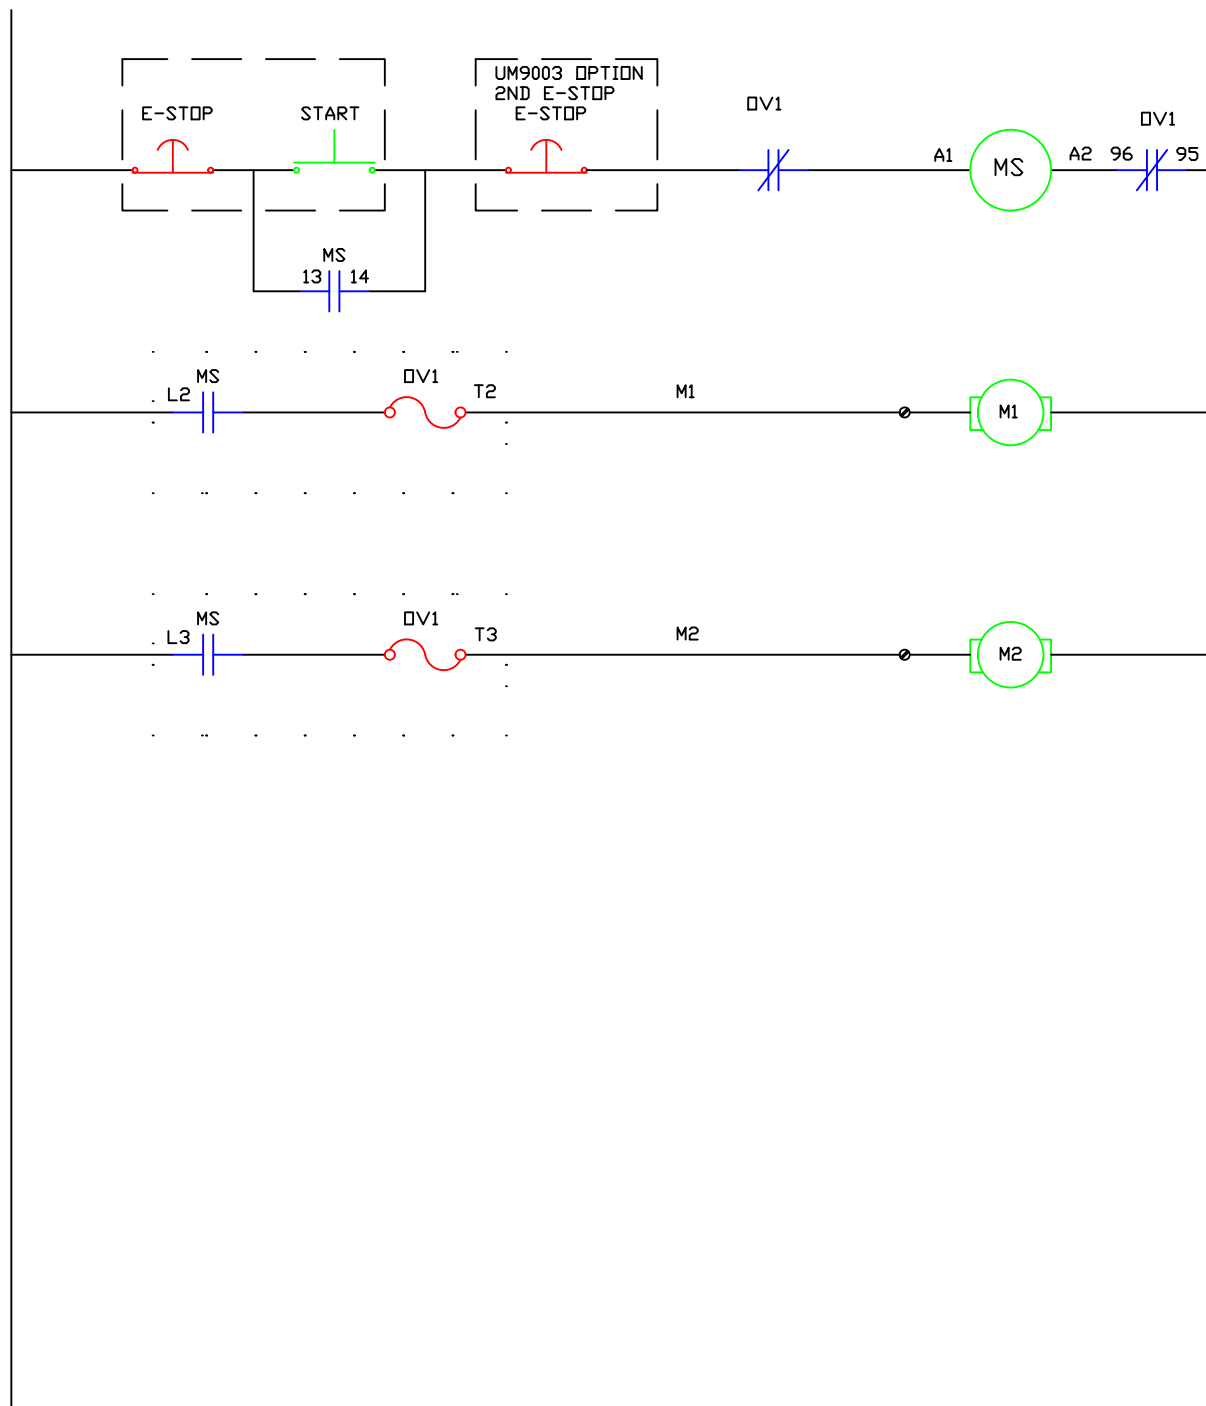 UM9003 OPTION
2ND E-STOP
E-STOP START E-STOP OV1 OV1
A1 MS A2 96 95
MS
13 14
MS OV1
L2 T2 M1 M1
MS OV1
L3 T3 M2 M2